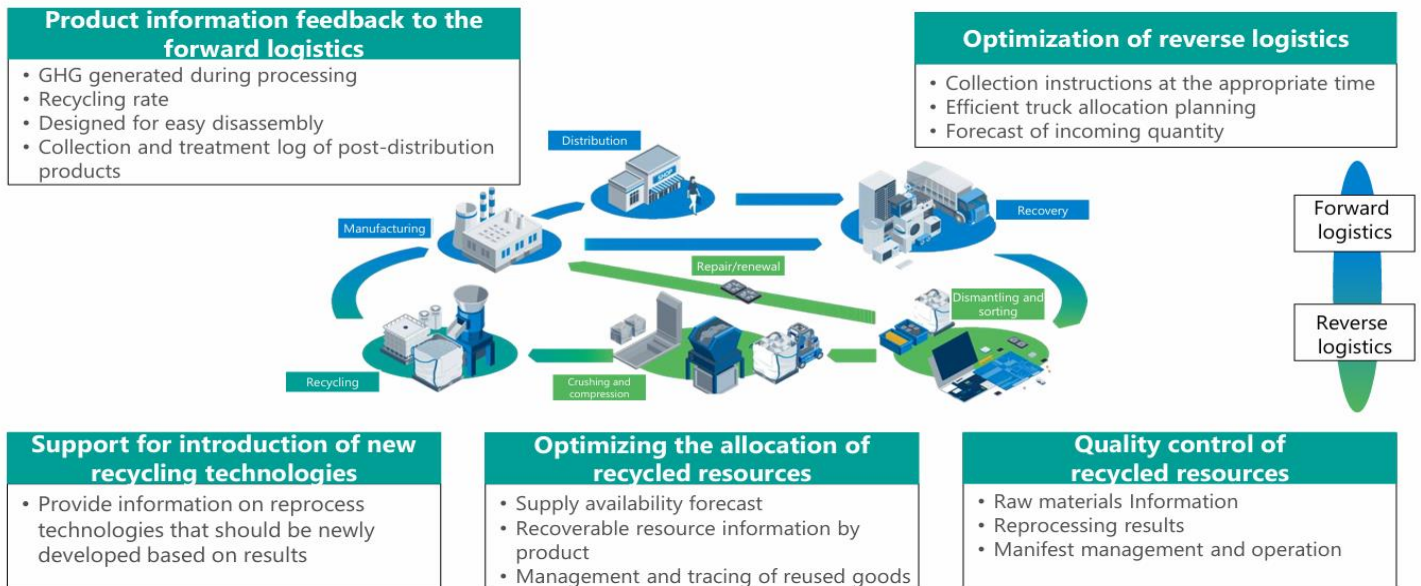 Product information feedback to the
forward logistics
• GHG generated during processing
• Recycling rate
• Designed for easy disassembly
• Collection and treatment log of post-distribution
products
Optimization of reverse logistics
• Collection instructions at the appropriate time
• Efficient truck allocation planning
• Forecast of incoming quantity
Distribution
SHOP
Manufacturing
Recovery
Forward
logistics
Repair/renewal
Dismantling and
sorting
Reverse
logistics
Recycling
Crushing and
compression
Support for introduction of new
recycling technologies
• Provide information on reprocess
technologies that should be newly
developed based on results
Optimizing the allocation of
recycled resources
• Supply availability forecast
• Recoverable resource information by
product
• Management and tracing of reused goods
Quality control of
recycled resources
• Raw materials Information
• Reprocessing results
• Manifest management and operation